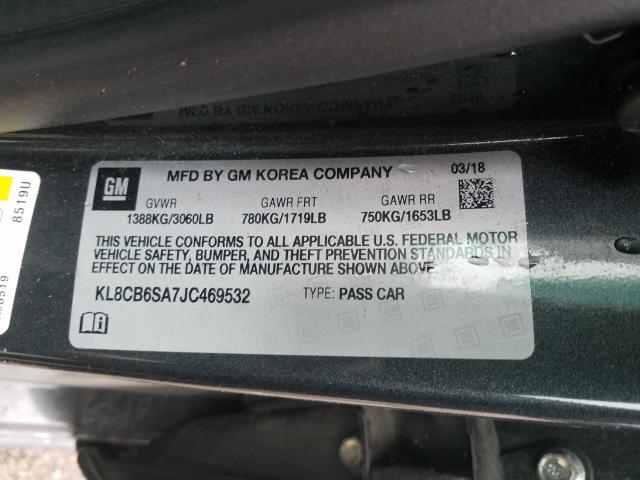 GM
MFD BY GM KOREA COMPANY 03/18
GVWR GAWR FRT GAWR RR
1388KG/3060LB 780KG/1719LB 750KG/1653LB
THIS VEHICLE CONFORMS TO ALL APPLICABLE U.S. FEDERAL MOTOR
VEHICLE SAFETY, BUMPER, AND THEFT PREVENTION STANDARDS IN
EFFECT ON THE DATE OF MANUFACTURE SHOWN ABOVE.
KL8CB6SA7JC469532 TYPE: PASS CAR
8519U